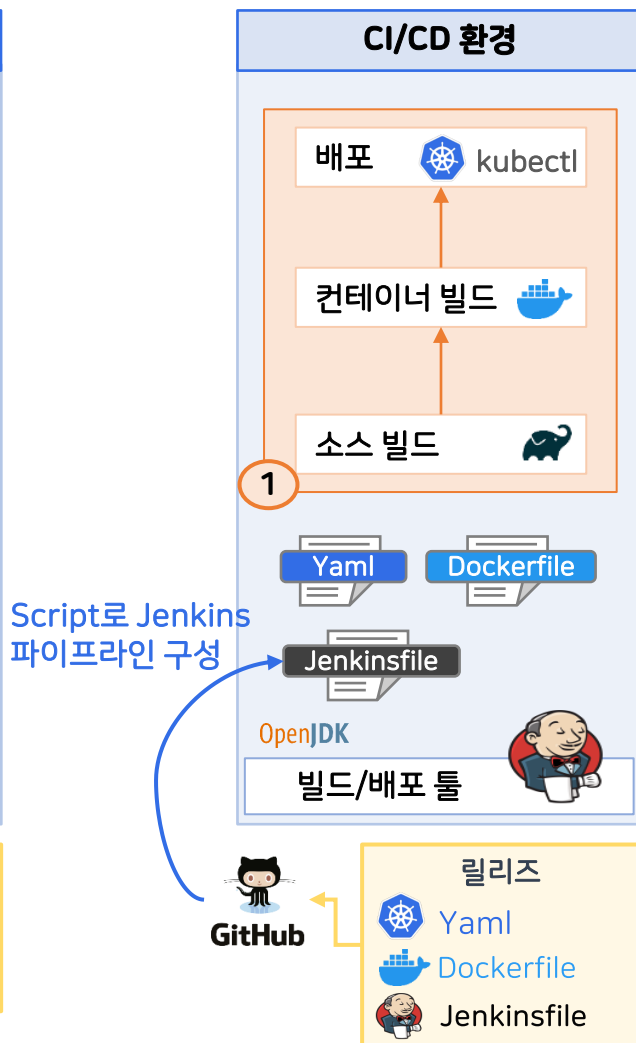 CI/CD 환경
배포
kubectl
컨테이너 빌드
소스 빌드
1
Yaml
Dockerfile
Script로 Jenkins
파이프라인 구성
Jenkinsfile
OpenJDK
빌드/배포 툴
GitHub
릴리즈
Yaml
Dockerfile
Jenkinsfile